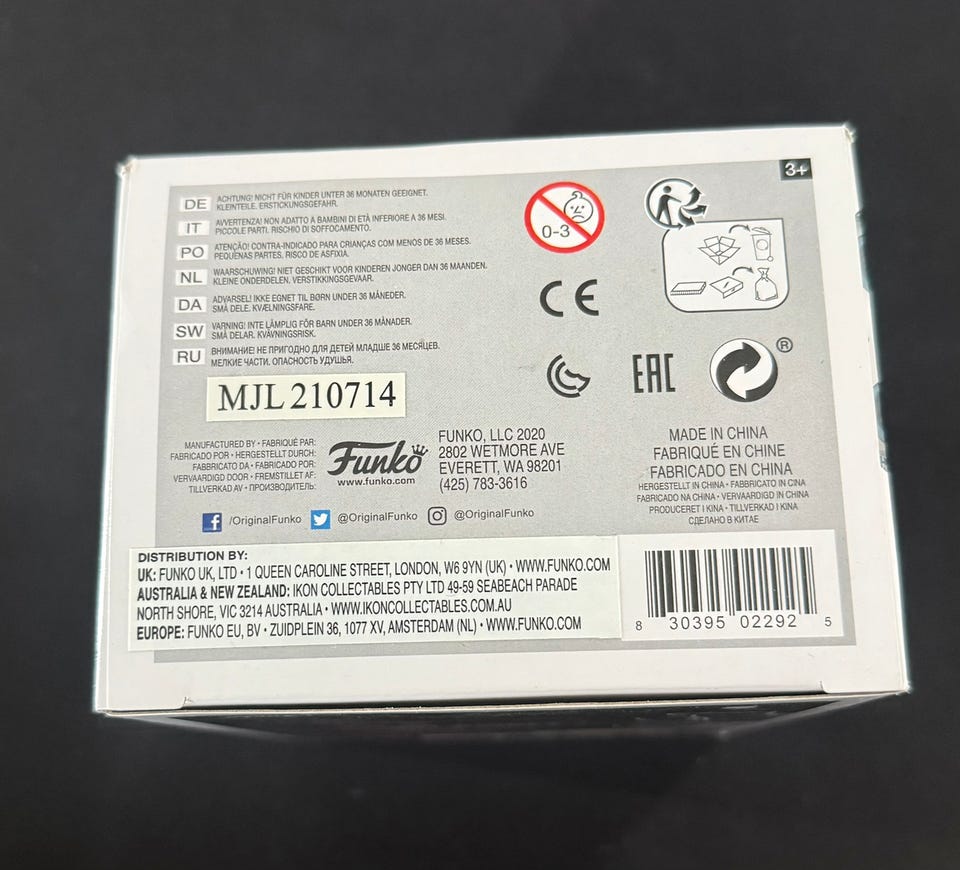 3+
DE ACHTUNG! NICHT FÜR KINDER UNTER 36 MONATEN GEEIGNET.
KLEINTEILE. ERSTICKUNGSGEFAHR.
IT AVVERTENZA! NON ADATTO A BAMBINI DI ETÀ INFERIORE A 36 MESI.
PICCOLE PARTI. RISCHIO DI SOFFOCAMENTO.
PO ATENÇÃO! CONTRA-INDICADO PARA CRIANÇAS COM MENOS DE 36 MESES.
PEQUENAS PARTES. RISCO DE ASFIXIA.
NL WAARSCHUWING! NIET GESCHIKT VOOR KINDEREN JONGER DAN 36 MAANDEN.
KLEINE ONDERDELEN. VERSTIKKINGSGEVAAR.
DA ADVARSEL! IKKE EGNET TIL BØRN UNDER 36 MÅNEDER.
SMÅ DELE. KVÆLNINGSFARE.
SW VARNING! INTE LÄMPLIG FÖR BARN UNDER 36 MÅNADER.
SMÅ DELAR. KVÄVNINGSRISK.
RU ВНИМАНИЕ! НЕ ПРИГОДНО ДЛЯ ДЕТЕЙ МЛАДШЕ 36 МЕСЯЦЕВ.
МЕЛКИЕ ЧАСТИ. ОПАСНОСТЬ УДУШЬЯ.
0-3
CE
EAC
®
MJL 210714
MANUFACTURED BY • FABRIQUÉ PAR:
FABRICADO POR • HERGESTELLT DURCH:
FABBRICATO DA • FABRICADO POR:
VERVAARDIGD DOOR • FREMSTILLET AF:
TILLVERKAD AV • ПРОИЗВОДИТЕЛЬ:
Funko
www.funko.com
FUNKO, LLC 2020
2802 WETMORE AVE
EVERETT, WA 98201
(425) 783-3616
MADE IN CHINA
FABRIQUÉ EN CHINE
FABRICADO EN CHINA
HERGESTELLT IN CHINA • FABBRICATO IN CINA
FABRICADO NA CHINA • VERVAARDIGD IN CHINA
PRODUCERET I KINA • TILLVERKAD I KINA
СДЕЛАНО В КИТАЕ
/OriginalFunko @OriginalFunko @OriginalFunko
DISTRIBUTION BY:
UK: FUNKO UK, LTD • 1 QUEEN CAROLINE STREET, LONDON, W6 9YN (UK) • WWW.FUNKO.COM
AUSTRALIA & NEW ZEALAND: IKON COLLECTABLES PTY LTD 49-59 SEABEACH PARADE
NORTH SHORE, VIC 3214 AUSTRALIA • WWW.IKONCOLLECTABLES.COM.AU
EUROPE: FUNKO EU, BV • ZUIDPLEIN 36, 1077 XV, AMSTERDAM (NL) • WWW.FUNKO.COM
8 30395 02292 5